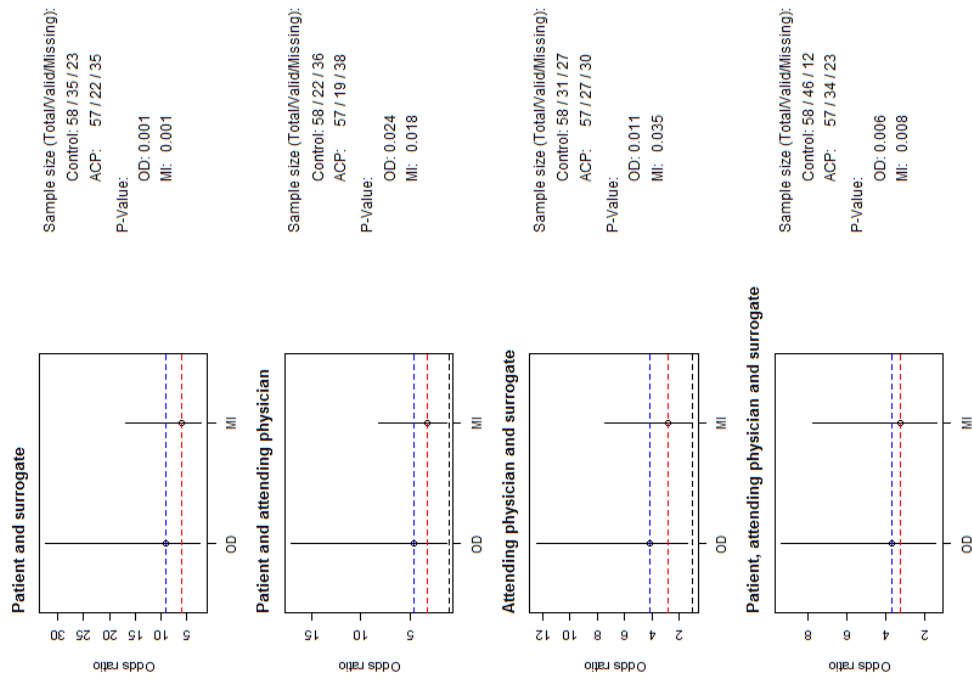 Patient and surrogate
Odds ratio
30
25
20
15
10
5
OD
MI
Sample size (Total/Valid/Missing):
Control: 58 / 35 / 23
ACP: 57 / 22 / 35
P-Value:
OD: 0.001
MI: 0.001
Patient and attending physician
Odds ratio
15
10
5
OD
MI
Sample size (Total/Valid/Missing):
Control: 58 / 22 / 36
ACP: 57 / 19 / 38
P-Value:
OD: 0.024
MI: 0.018
Attending physician and surrogate
Odds ratio
12
10
8
6
4
2
OD
MI
Sample size (Total/Valid/Missing):
Control: 58 / 31 / 27
ACP: 57 / 27 / 30
P-Value:
OD: 0.011
MI: 0.035
Patient, attending physician and surrogate
Odds ratio
8
6
4
2
OD
MI
Sample size (Total/Valid/Missing):
Control: 58 / 46 / 12
ACP: 57 / 34 / 23
P-Value:
OD: 0.006
MI: 0.008